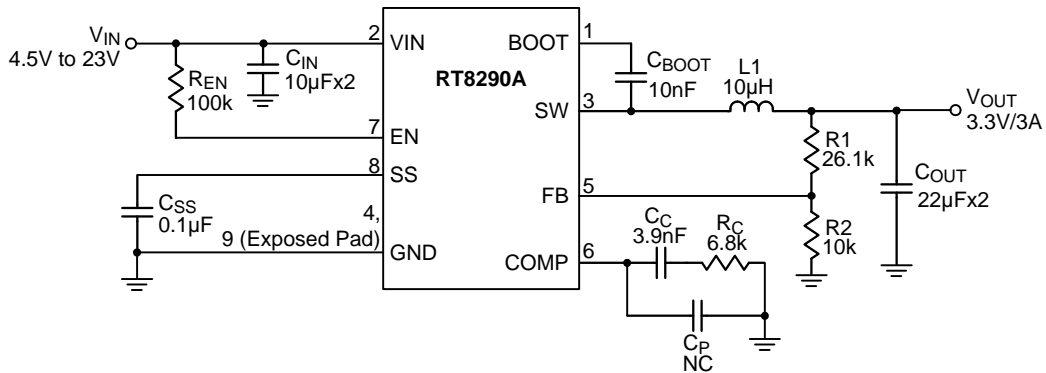 VIN
4.5V to 23V
REN
100k
CIN
10µFx2
2
VIN
RT8290A
BOOT
1
CBOOT
10nF
L1
10µH
SW
3
VOUT
3.3V/3A
7
EN
R1
26.1k
COUT
22µFx2
8
SS
FB
5
CSS
0.1µF
4,
9 (Exposed Pad)
GND
R2
10k
COMP
6
CC
3.9nF
RC
6.8k
CP
NC